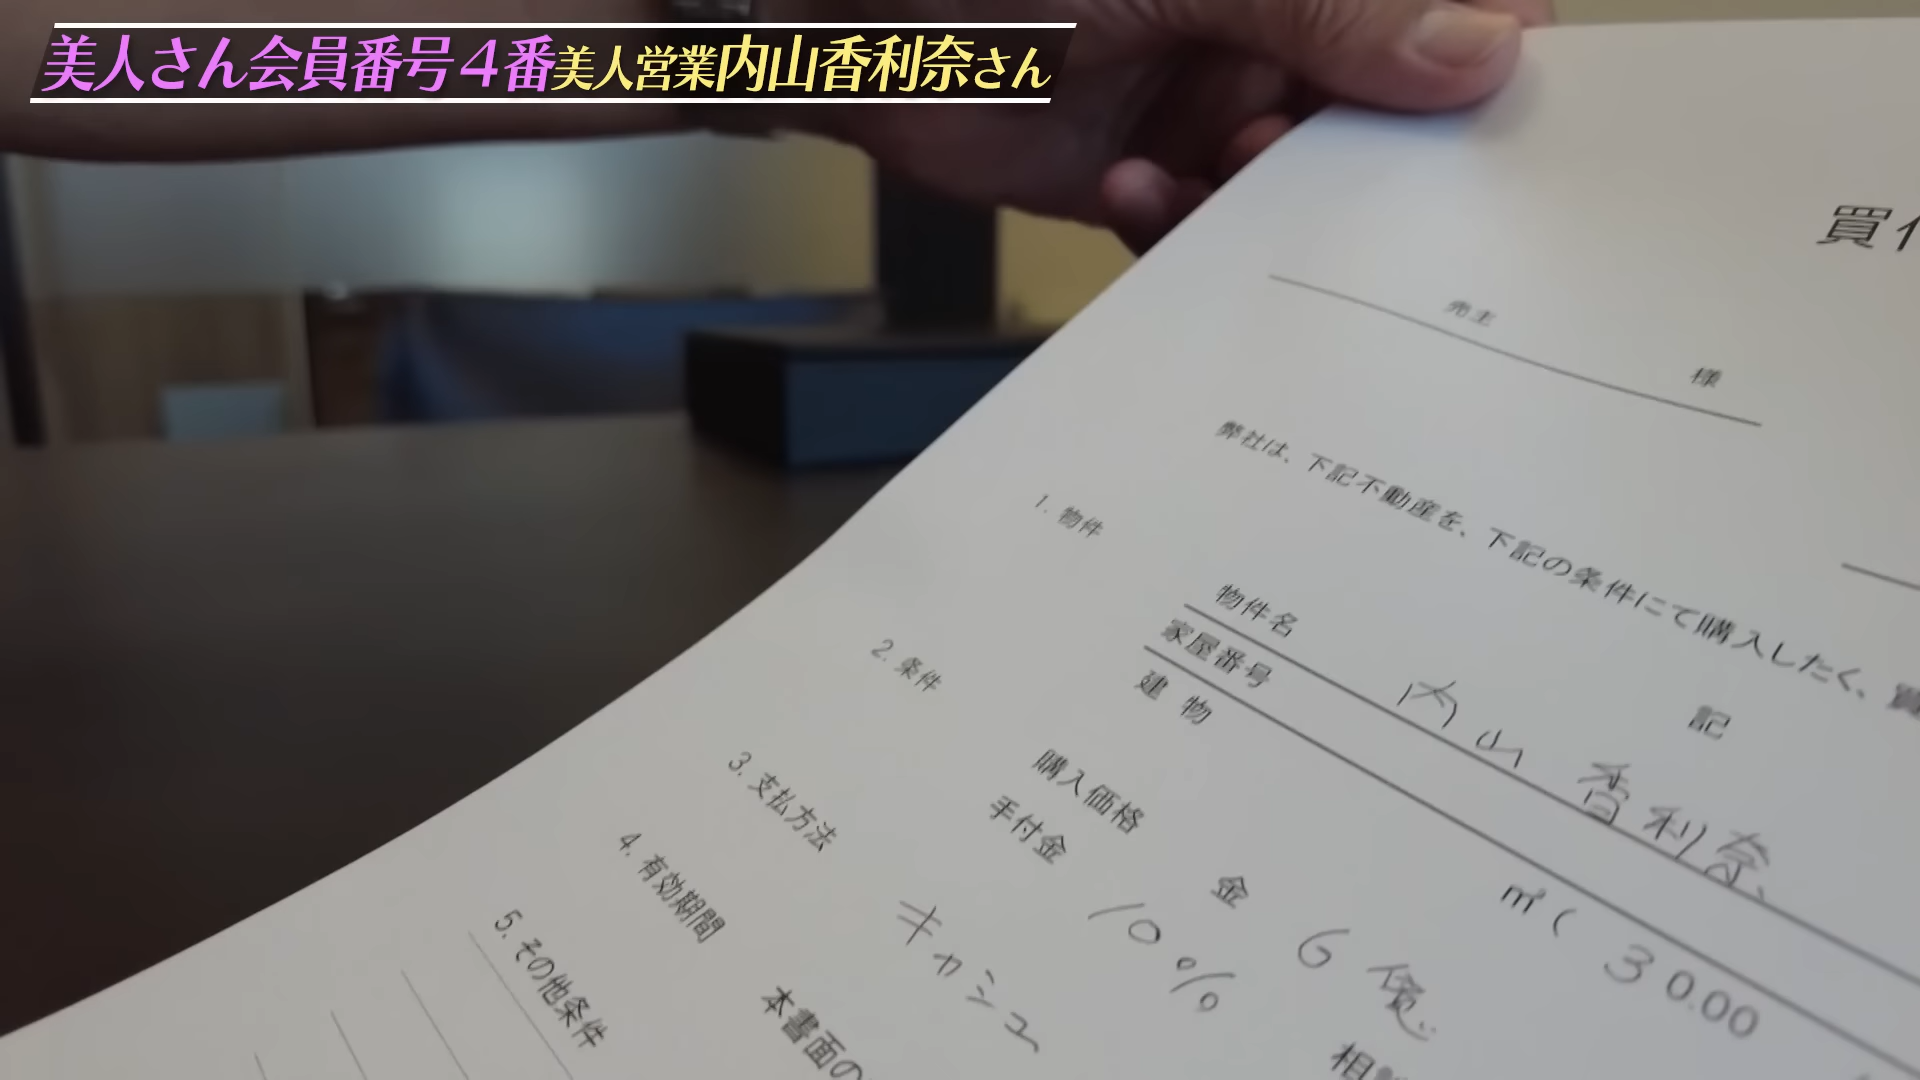 美人さん会員番号４番美人営業内山香利奈さん
買付
売主
様
弊社は、下記不動産を、下記の条件にて購入したく、買
記
1. 物件
物件名 内山 香利奈
家屋番号
建 物 ㎡ ( 30.00
2. 条件
購入価格 金 6億
手付金 10%
3. 支払方法 キャシュ
4. 有効期間 本書面の
5. その他条件